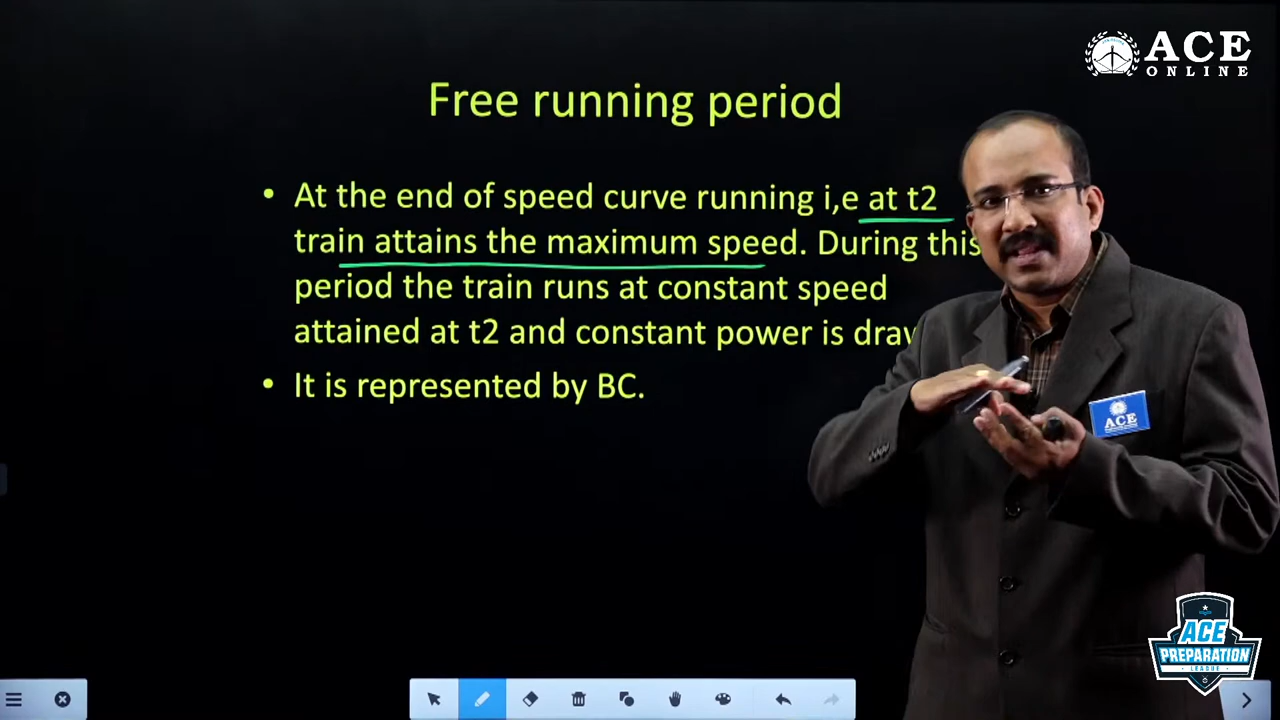 ACE
ONLINE
Free running period
• At the end of speed curve running i,e at t2
train attains the maximum speed. During this
period the train runs at constant speed
attained at t2 and constant power is
• It is represented by BC.
ACE
ACE
PREPARATION
LEAGUE